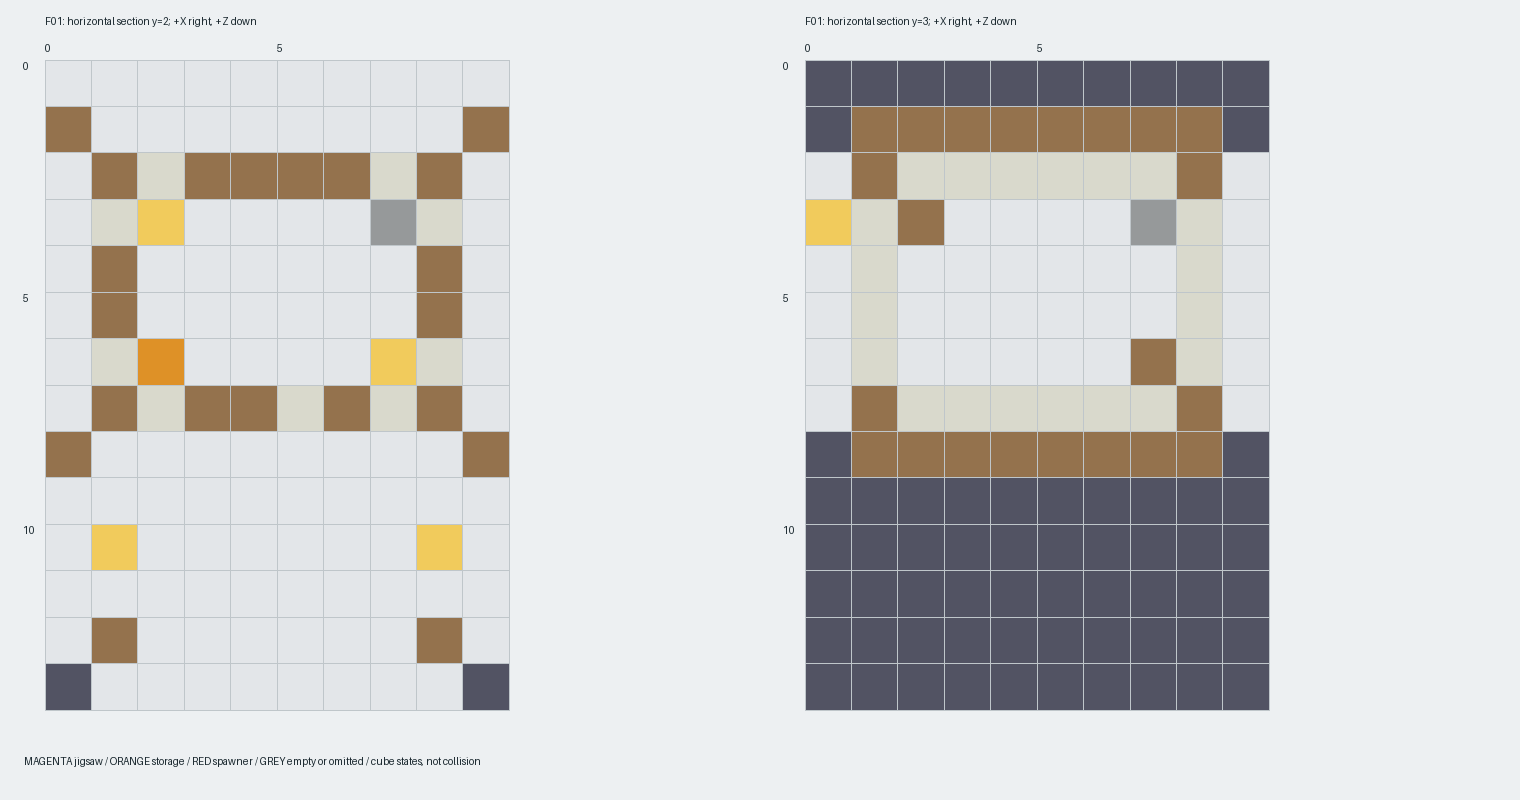 F01: horizontal section y=2; +X right, +Z down
F01: horizontal section y=3; +X right, +Z down
0 5
0 5
0
0
5
5
10
10
MAGENTA jigsaw / ORANGE storage / RED spawner / GREY empty or omitted / cube states, not collision